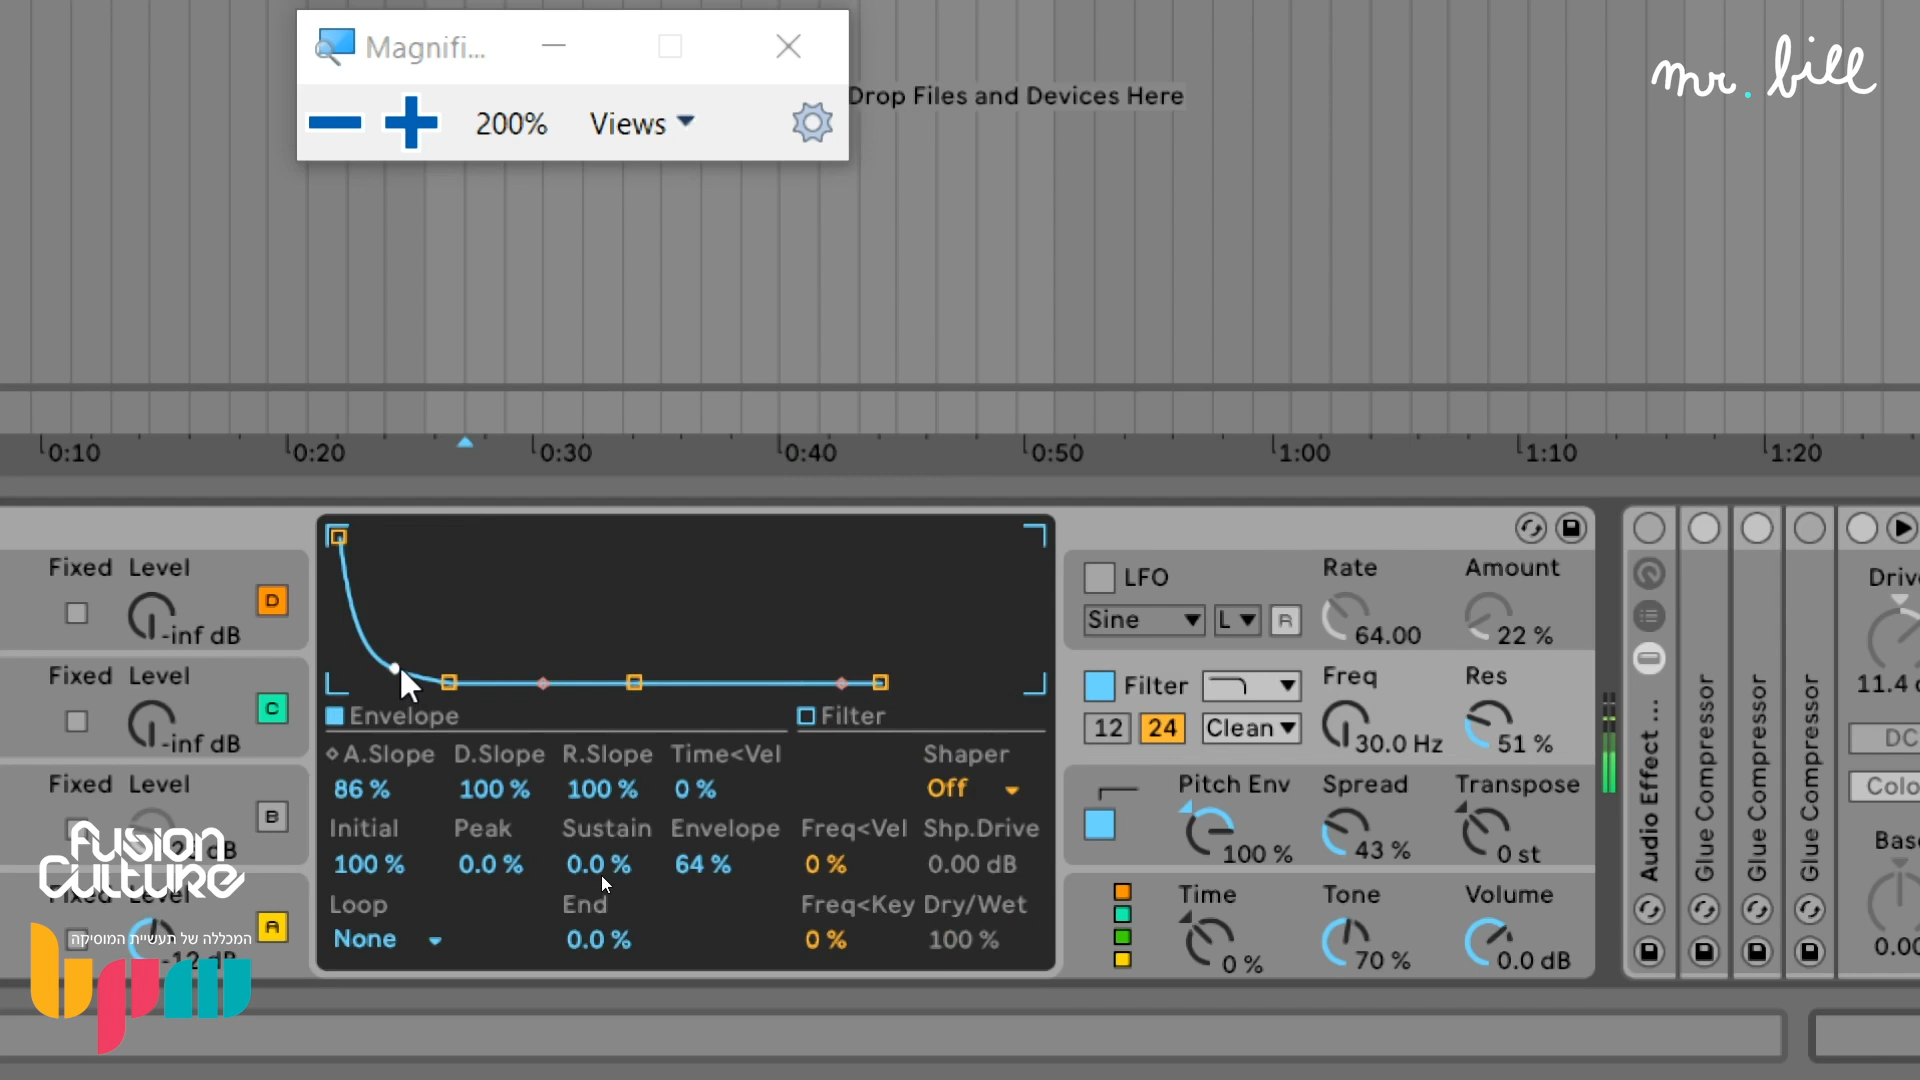 Magnifi...
200% Views
Drop Files and Devices Here
mr. bill
0:10 0:20 0:30 0:40 0:50 1:00 1:10 1:20
Fixed Level
-inf dB D
Fixed Level
-inf dB C
Fixed Level
B
Fixed Level
-12 dB A
FUSION
CULTURE
המכללה של תעשיית המוסיקה
bpm
Envelope Filter
A.Slope D.Slope R.Slope Time<Vel Shaper
86 % 100 % 100 % 0 % Off
Initial Peak Sustain Envelope Freq<Vel Shp.Drive
100 % 0.0 % 0.0 % 64 % 0 % 0.00 dB
Loop End Freq<Key Dry/Wet
None 0.0 % 0 % 100 %
LFO Rate Amount
Sine L R 64.00 22 %
Filter Freq Res
12 24 Clean 30.0 Hz 51 %
Pitch Env Spread Transpose
100 % 43 % 0 st
Time Tone Volume
0 % 70 % 0.0 dB
Audio Effect ...
Glue Compressor
Glue Compressor
Glue Compressor
Driv
11.4 d
DC
Colo
Bas
0.00